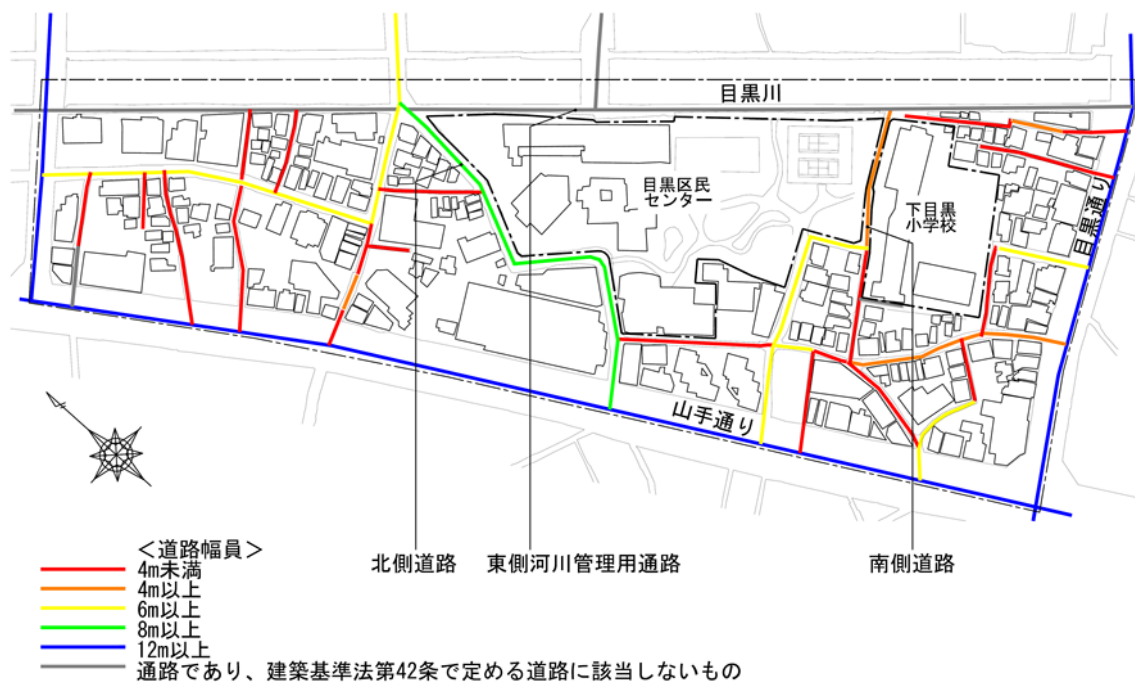 目黒川
目黒区民
センター
下目黒
小学校
目黒通り
山手通り
北側道路
東側河川管理用通路
南側道路
＜道路幅員＞
4m未満
4m以上
6m以上
8m以上
12m以上
通路であり、建築基準法第42条で定める道路に該当しないもの